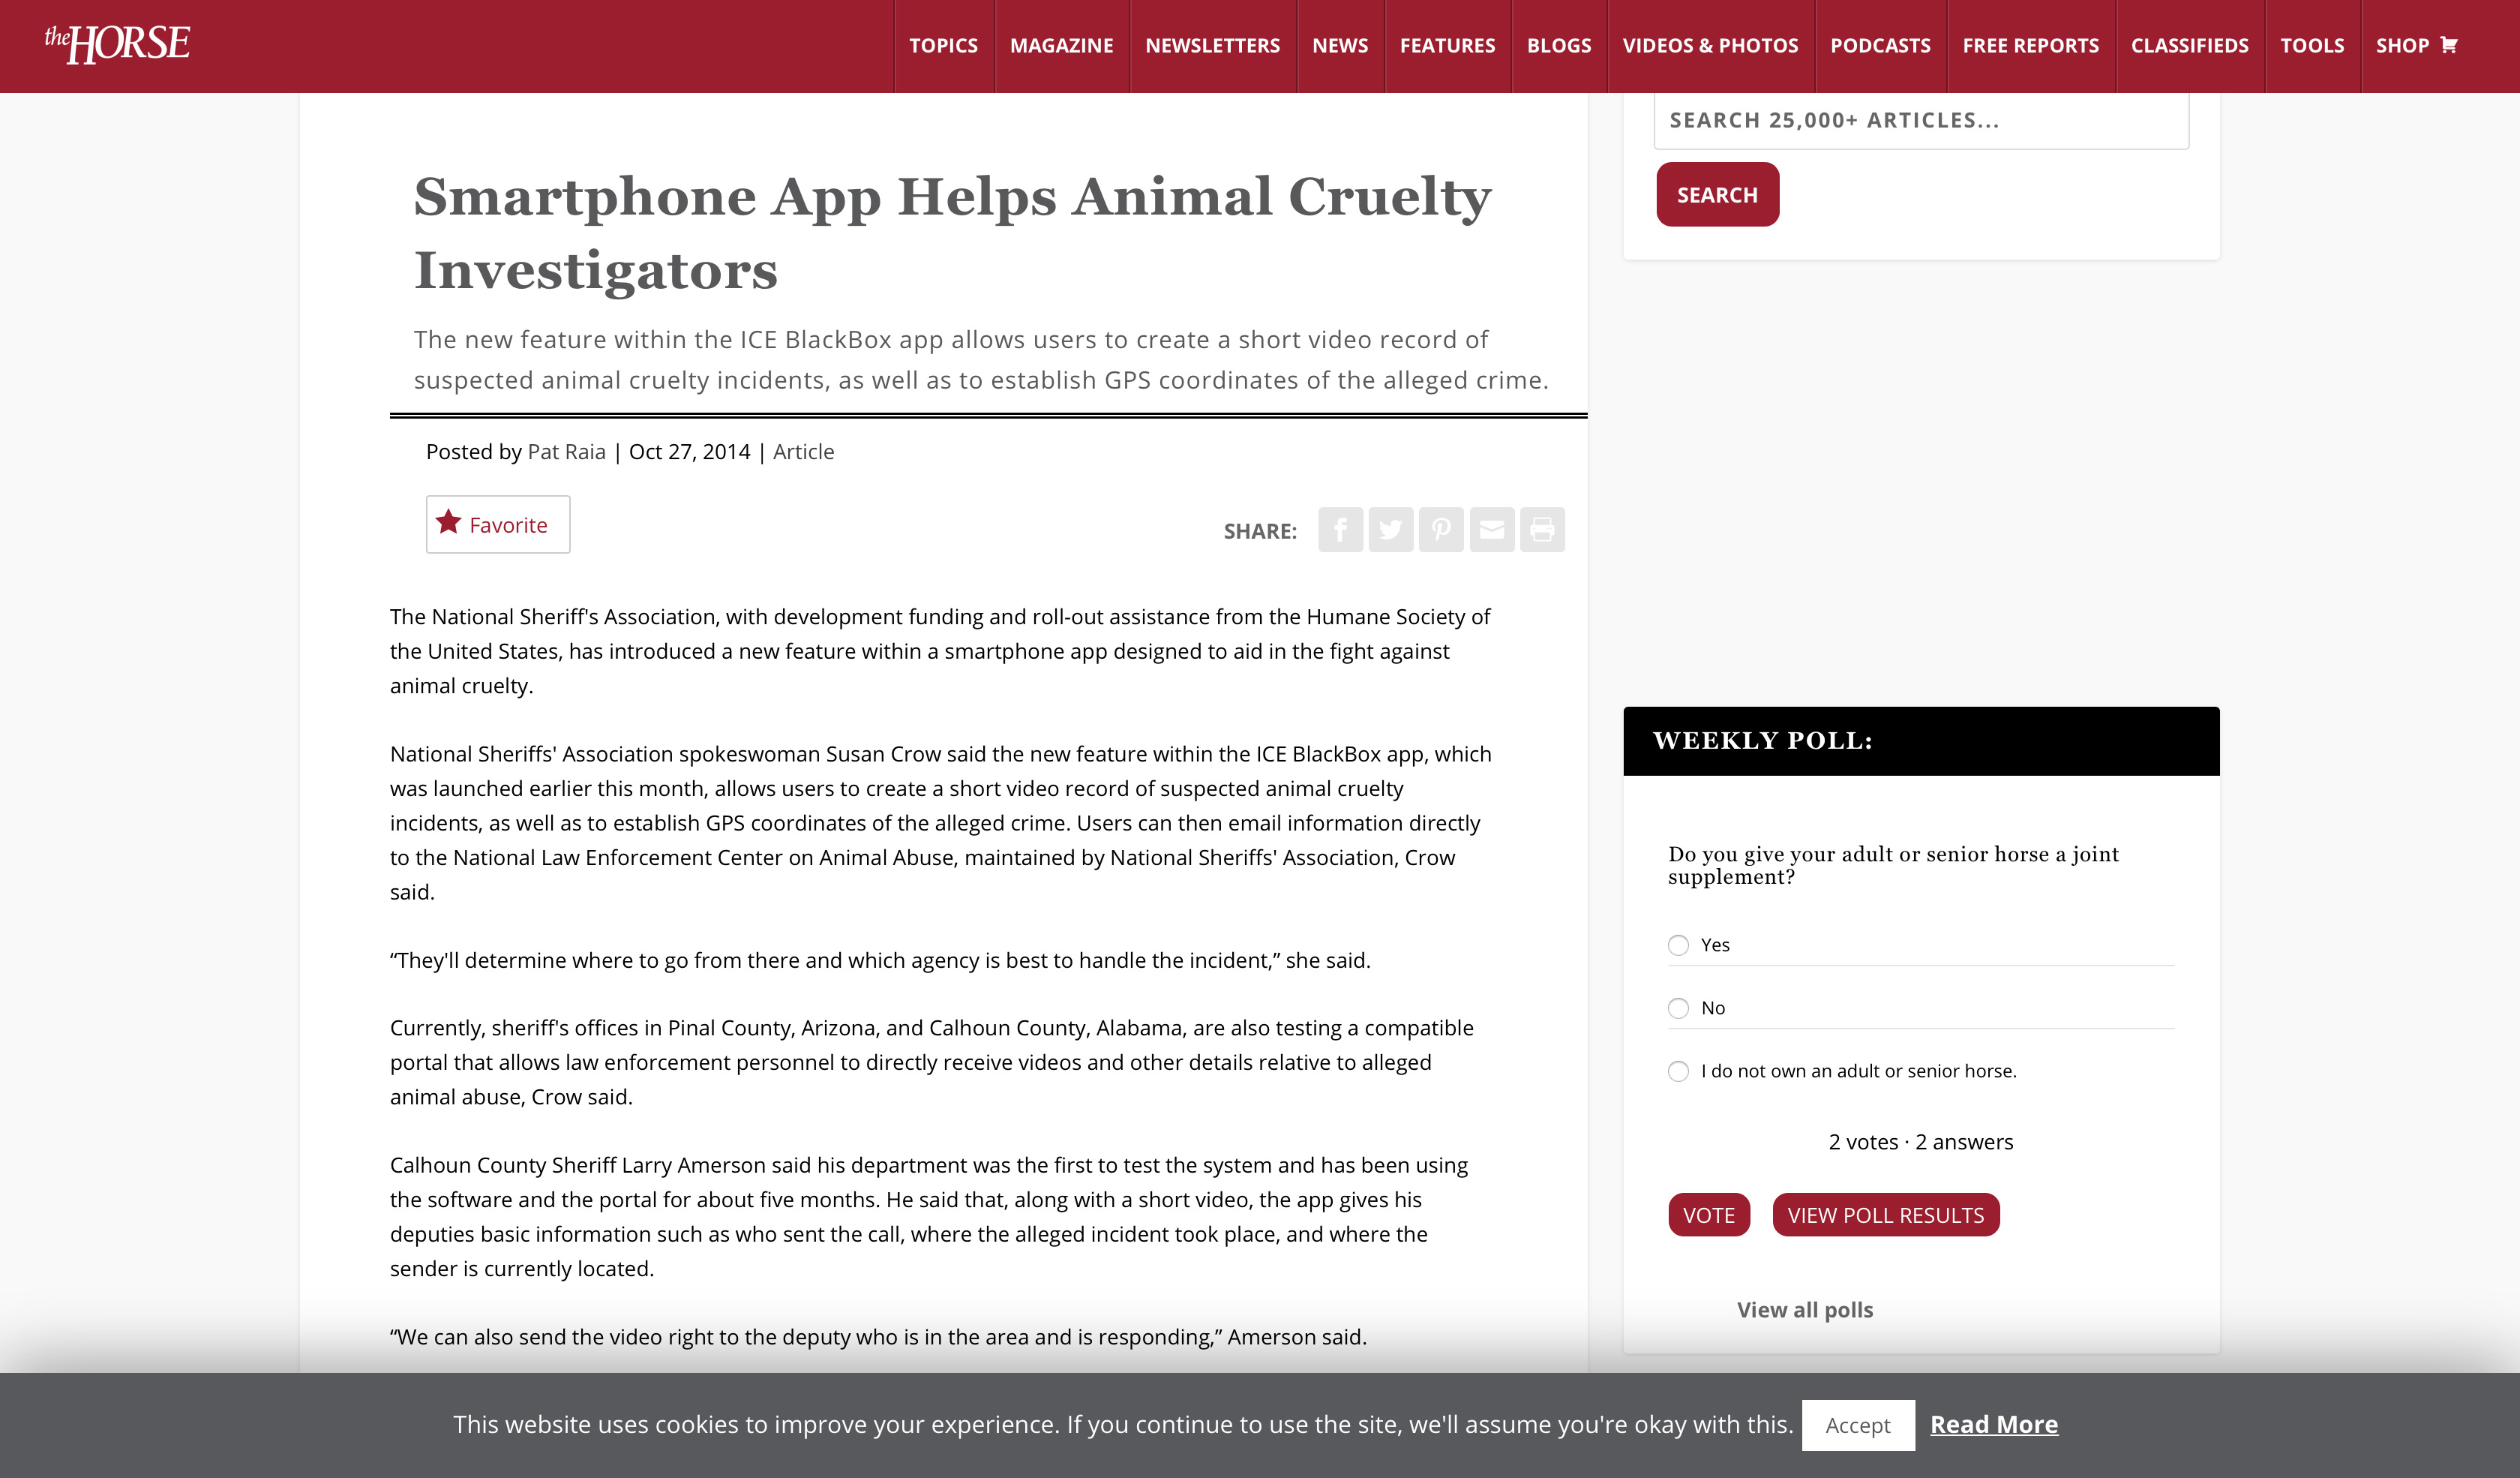 the HORSE
TOPICS
MAGAZINE
NEWSLETTERS
NEWS
FEATURES
BLOGS
VIDEOS & PHOTOS
PODCASTS
FREE REPORTS
CLASSIFIEDS
TOOLS
SHOP
Smartphone App Helps Animal Cruelty
Investigators
The new feature within the ICE BlackBox app allows users to create a short video record of
suspected animal cruelty incidents, as well as to establish GPS coordinates of the alleged crime.
Posted by Pat Raia | Oct 27, 2014 | Article
Favorite
SHARE:
The National Sheriff's Association, with development funding and roll-out assistance from the Humane Society of
the United States, has introduced a new feature within a smartphone app designed to aid in the fight against
animal cruelty.
National Sheriffs' Association spokeswoman Susan Crow said the new feature within the ICE BlackBox app, which
was launched earlier this month, allows users to create a short video record of suspected animal cruelty
incidents, as well as to establish GPS coordinates of the alleged crime. Users can then email information directly
to the National Law Enforcement Center on Animal Abuse, maintained by National Sheriffs' Association, Crow
said.
“They'll determine where to go from there and which agency is best to handle the incident,” she said.
Currently, sheriff's offices in Pinal County, Arizona, and Calhoun County, Alabama, are also testing a compatible
portal that allows law enforcement personnel to directly receive videos and other details relative to alleged
animal abuse, Crow said.
Calhoun County Sheriff Larry Amerson said his department was the first to test the system and has been using
the software and the portal for about five months. He said that, along with a short video, the app gives his
deputies basic information such as who sent the call, where the alleged incident took place, and where the
sender is currently located.
“We can also send the video right to the deputy who is in the area and is responding,” Amerson said.
SEARCH 25,000+ ARTICLES...
SEARCH
WEEKLY POLL:
Do you give your adult or senior horse a joint
supplement?
Yes
No
I do not own an adult or senior horse.
2 votes · 2 answers
VOTE
VIEW POLL RESULTS
View all polls
This website uses cookies to improve your experience. If you continue to use the site, we'll assume you're okay with this. Accept Read More